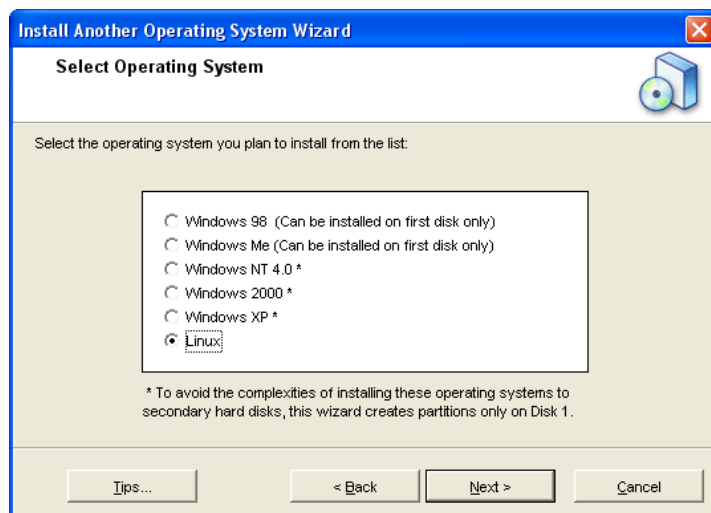 Install Another Operating System Wizard
Select Operating System
Select the operating system you plan to install from the list:
Windows 98 (Can be installed on first disk only)
Windows Me (Can be installed on first disk only)
Windows NT 4.0 *
Windows 2000 *
Windows XP *
Linux
* To avoid the complexities of installing these operating systems to
secondary hard disks, this wizard creates partitions only on Disk 1.
Tips... < Back Next > Cancel